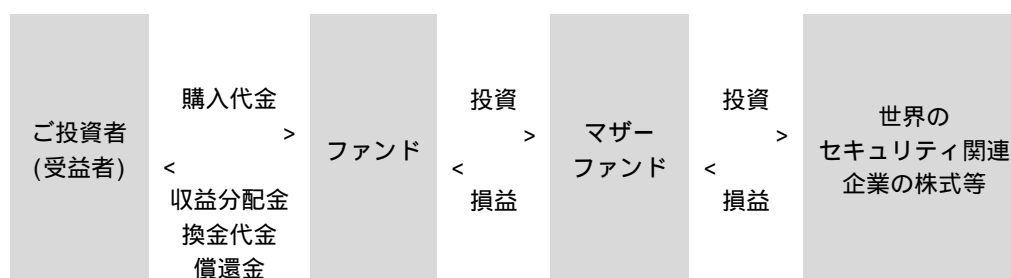 ご投資者
(受益者)
購入代金
>
<
収益分配金
換金代金
償還金
ファンド
投資
>
<
損益
マザー
ファンド
投資
>
<
損益
世界の
セキュリティ関連
企業の株式等